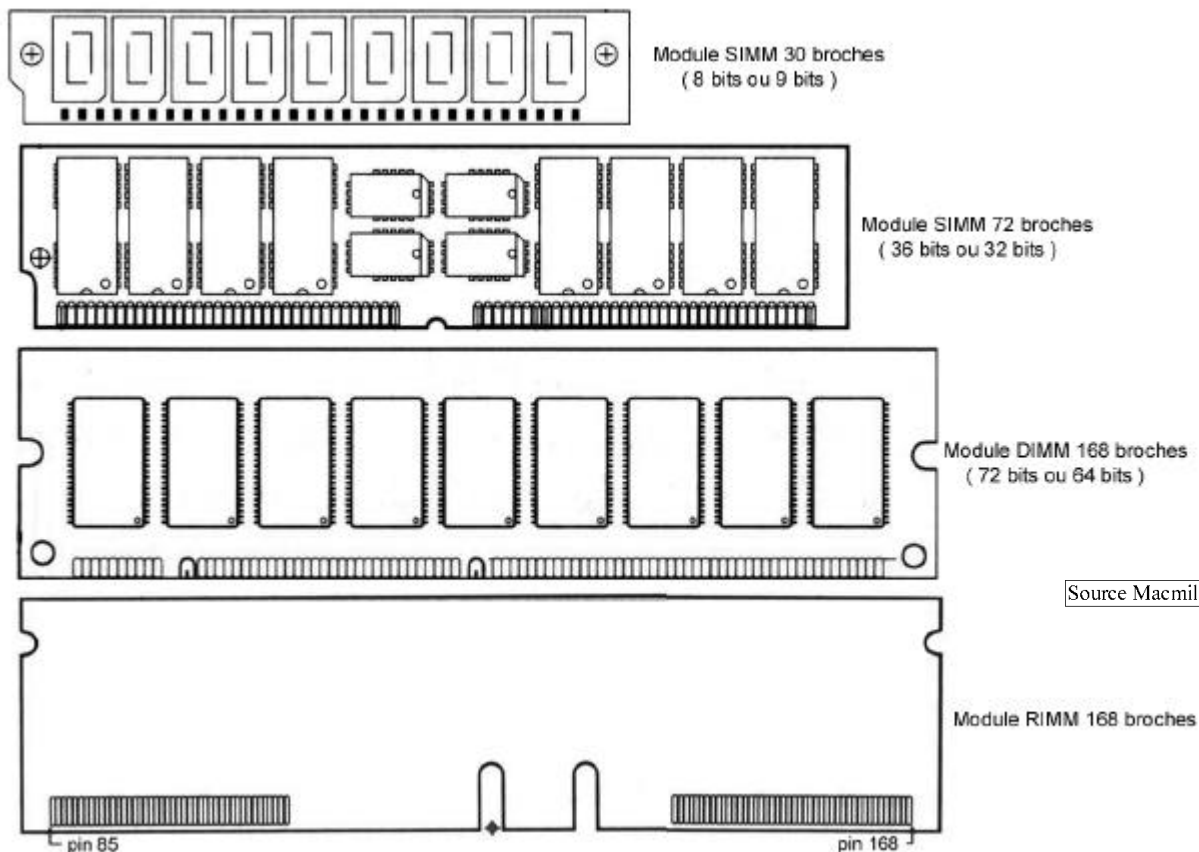 Module SIMM 30 broches
( 8 bits ou 9 bits )
Module SIMM 72 broches
( 36 bits ou 32 bits )
Module DIMM 168 broches
( 72 bits ou 64 bits )
Source Macmil
Module RIMM 168 broches
pin 85
pin 168